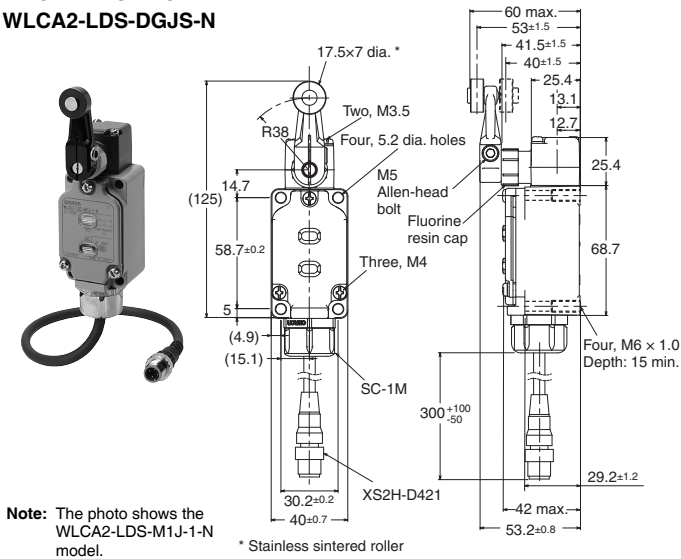 WLCA2-LDS-DGJS-N
60 max.
53±1.5
41.5±1.5
40±1.5
25.4
13.1
12.7
17.5×7 dia. *
Two, M3.5
R38
Four, 5.2 dia. holes
M5
Allen-head
bolt
Fluorine
resin cap
25.4
14.7
(125)
58.7±0.2
68.7
Three, M4
5
(4.9)
(15.1)
SC-1M
Four, M6 × 1.0
Depth: 15 min.
300 +100
-50
XS2H-D421
29.2±1.2
30.2±0.2
40±0.7
42 max.
53.2±0.8
Note: The photo shows the
WLCA2-LDS-M1J-1-N
model.
* Stainless sintered roller